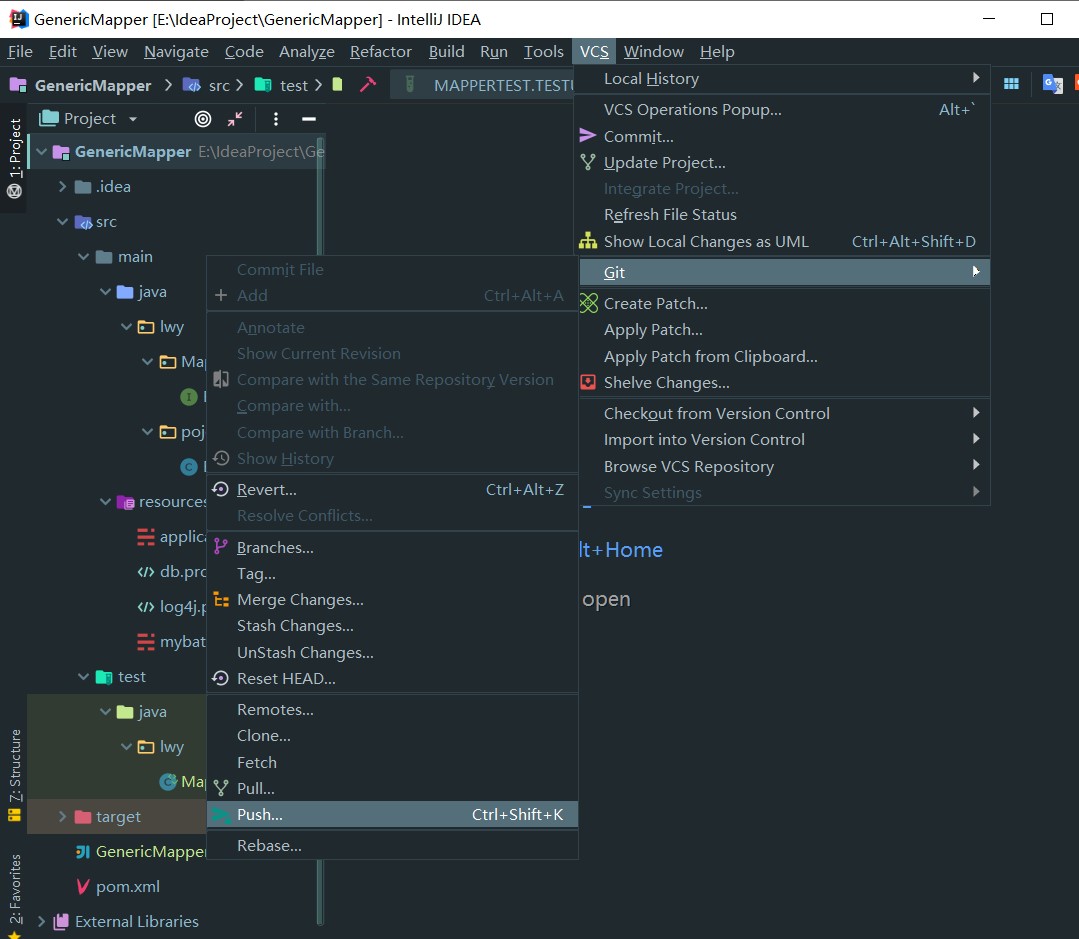 GenericMapper [E:\IdeaProject\GenericMapper] - IntelliJ IDEA
File Edit View Navigate Code Analyze Refactor Build Run Tools VCS Window Help
GenericMapper src test MAPPERTEST.TEST
Project
1: Project
GenericMapper E:\IdeaProject\Ge
.idea
src
main
java
lwy
Ma
poj
resources
applic
db.pro
log4j.p
mybat
test
java
lwy
Map
target
GenericMapper
pom.xml
External Libraries
7: Structure
2: Favorites
Local History
VCS Operations Popup... Alt+`
Commit...
Update Project...
Integrate Project...
Refresh File Status
Show Local Changes as UML Ctrl+Alt+Shift+D
Git
Create Patch...
Apply Patch...
Apply Patch from Clipboard...
Shelve Changes...
Checkout from Version Control
Import into Version Control
Browse VCS Repository
Sync Settings
Commit File
Add Ctrl+Alt+A
Annotate
Show Current Revision
Compare with the Same Repository Version
Compare with...
Compare with Branch...
Show History
Revert... Ctrl+Alt+Z
Resolve Conflicts...
Branches...
Tag...
Merge Changes...
Stash Changes...
UnStash Changes...
Reset HEAD...
Remotes...
Clone...
Fetch
Pull...
Push... Ctrl+Shift+K
Rebase...
lt+Home
open